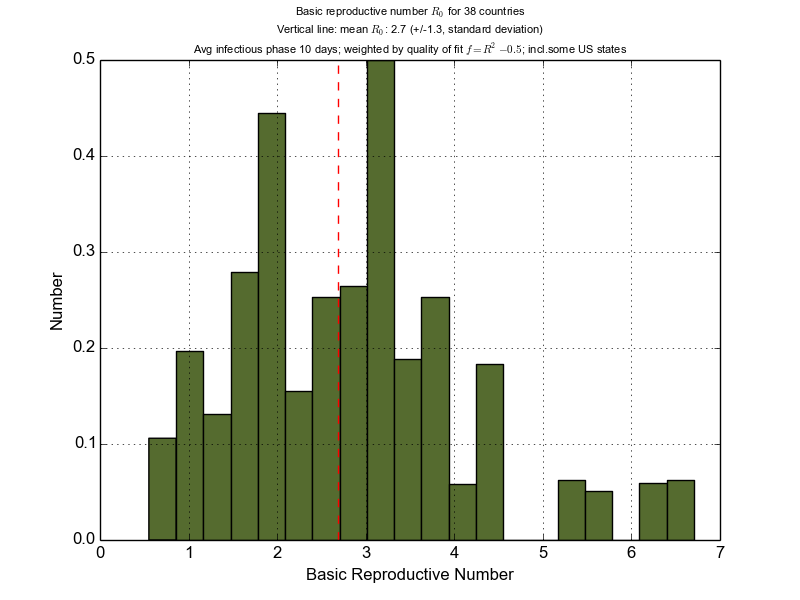 Basic reproductive number R₀ for 38 countries
Vertical line: mean R₀: 2.7 (+/-1.3, standard deviation)
Avg infectious phase 10 days; weighted by quality of fit f=R² −0.5; incl.some US states
0.5
0.4
0.3
0.2
0.1
0.0
Number
0 1 2 3 4 5 6 7
Basic Reproductive Number